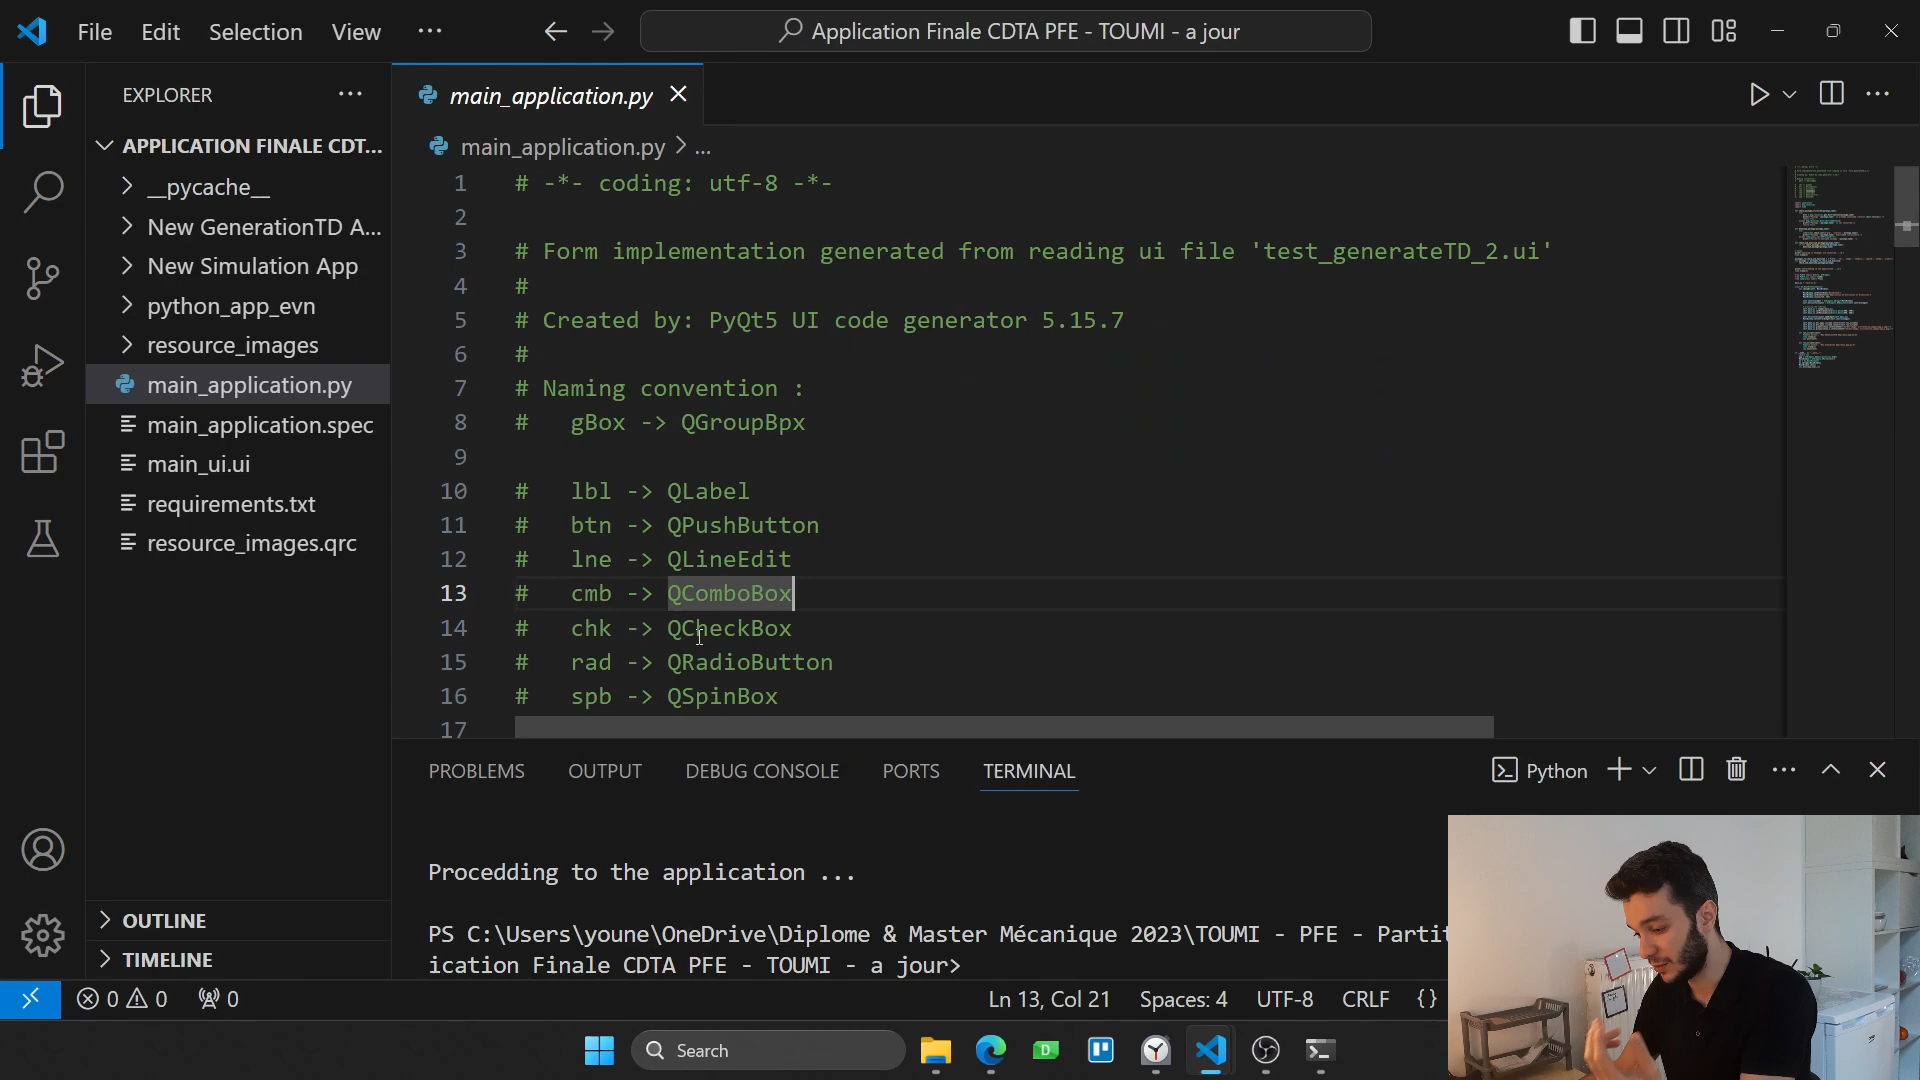 File Edit Selection View ...
Application Finale CDTA PFE - TOUMI - a jour
EXPLORER
APPLICATION FINALE CDT...
__pycache__
New GenerationTD A...
New Simulation App
python_app_evn
resource_images
main_application.py
main_application.spec
main_ui.ui
requirements.txt
resource_images.qrc
OUTLINE
TIMELINE
main_application.py
main_application.py > ...
1 # -*- coding: utf-8 -*-
2
3 # Form implementation generated from reading ui file 'test_generateTD_2.ui'
4 #
5 # Created by: PyQt5 UI code generator 5.15.7
6 #
7 # Naming convention :
8 #   gBox -> QGroupBpx
9
10 #   lbl -> QLabel
11 #   btn -> QPushButton
12 #   lne -> QLineEdit
13 #   cmb -> QComboBox
14 #   chk -> QCheckBox
15 #   rad -> QRadioButton
16 #   spb -> QSpinBox
17
PROBLEMS OUTPUT DEBUG CONSOLE PORTS TERMINAL
Python
Procedding to the application ...
PS C:\Users\youne\OneDrive\Diplome & Master Mécanique 2023\TOUMI - PFE - Partit
ication Finale CDTA PFE - TOUMI - a jour>
0 0 0
Ln 13, Col 21 Spaces: 4 UTF-8 CRLF {}
Search